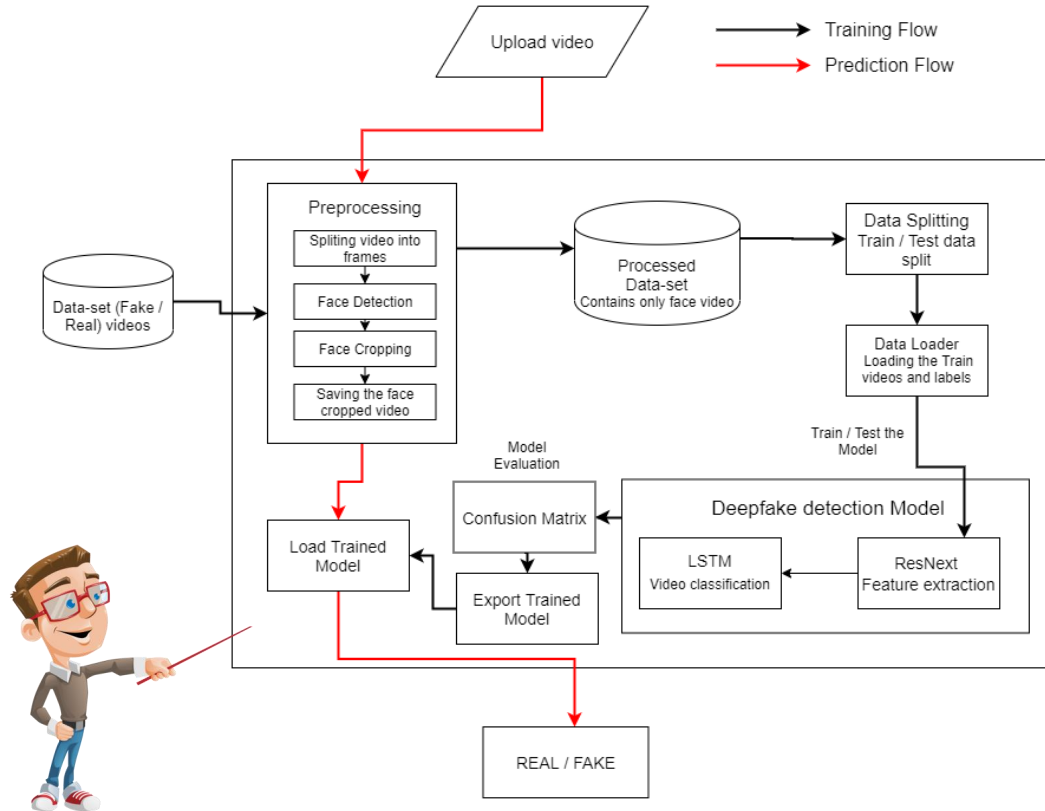 Upload video
Training Flow
Prediction Flow
Preprocessing
Spliting video into
frames
Face Detection
Face Cropping
Saving the face
cropped video
Data-set (Fake /
Real) videos
Processed
Data-set
Contains only face video
Data Splitting
Train / Test data
split
Data Loader
Loading the Train
videos and labels
Train / Test the
Model
Model
Evaluation
Confusion Matrix
Deepfake detection Model
LSTM
Video classification
ResNext
Feature extraction
Load Trained
Model
Export Trained
Model
REAL / FAKE